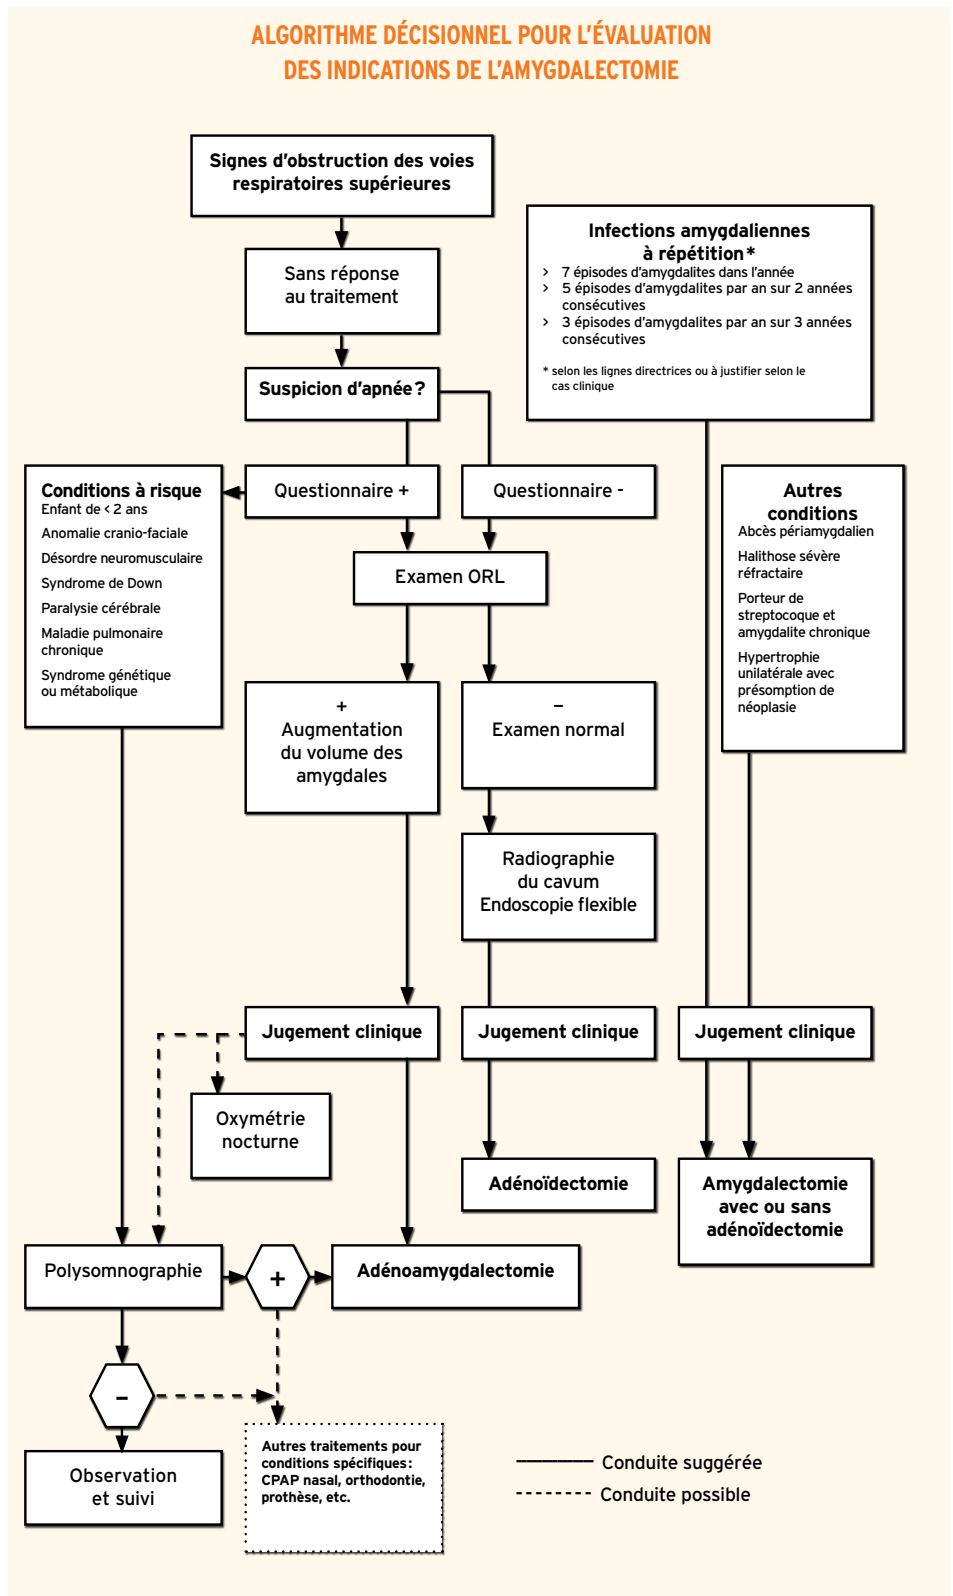 ALGORITHME DÉCISIONNEL POUR L'ÉVALUATION
DES INDICATIONS DE L'AMYGDALECTOMIE
Signes d'obstruction des voies
respiratoires supérieures
Sans réponse
au traitement
Suspicion d'apnée ?
Infections amygdaliennes
à répétition *
> 7 épisodes d'amygdalites dans l'année
> 5 épisodes d'amygdalites par an sur 2 années
consécutives
> 3 épisodes d'amygdalites par an sur 3 années
consécutives
* selon les lignes directrices ou à justifier selon le
cas clinique
Conditions à risque
Enfant de < 2 ans
Anomalie cranio-faciale
Désordre neuromusculaire
Syndrome de Down
Paralysie cérébrale
Maladie pulmonaire
chronique
Syndrome génétique
ou métabolique
Questionnaire +
Questionnaire -
Autres
conditions
Abcès périamygdalien
Halithose sévère
réfractaire
Porteur de
streptocoque et
amygdalite chronique
Hypertrophie
unilatérale avec
présomption de
néoplasie
Examen ORL
+
Augmentation
du volume des
amygdales
–
Examen normal
Radiographie
du cavum
Endoscopie flexible
Jugement clinique
Jugement clinique
Jugement clinique
Oxymétrie
nocturne
Adénoïdectomie
Amygdalectomie
avec ou sans
adénoïdectomie
Polysomnographie
+
Adénoamygdalectomie
–
Observation
et suivi
Autres traitements pour
conditions spécifiques :
CPAP nasal, orthodontie,
prothèse, etc.
Conduite suggérée
Conduite possible